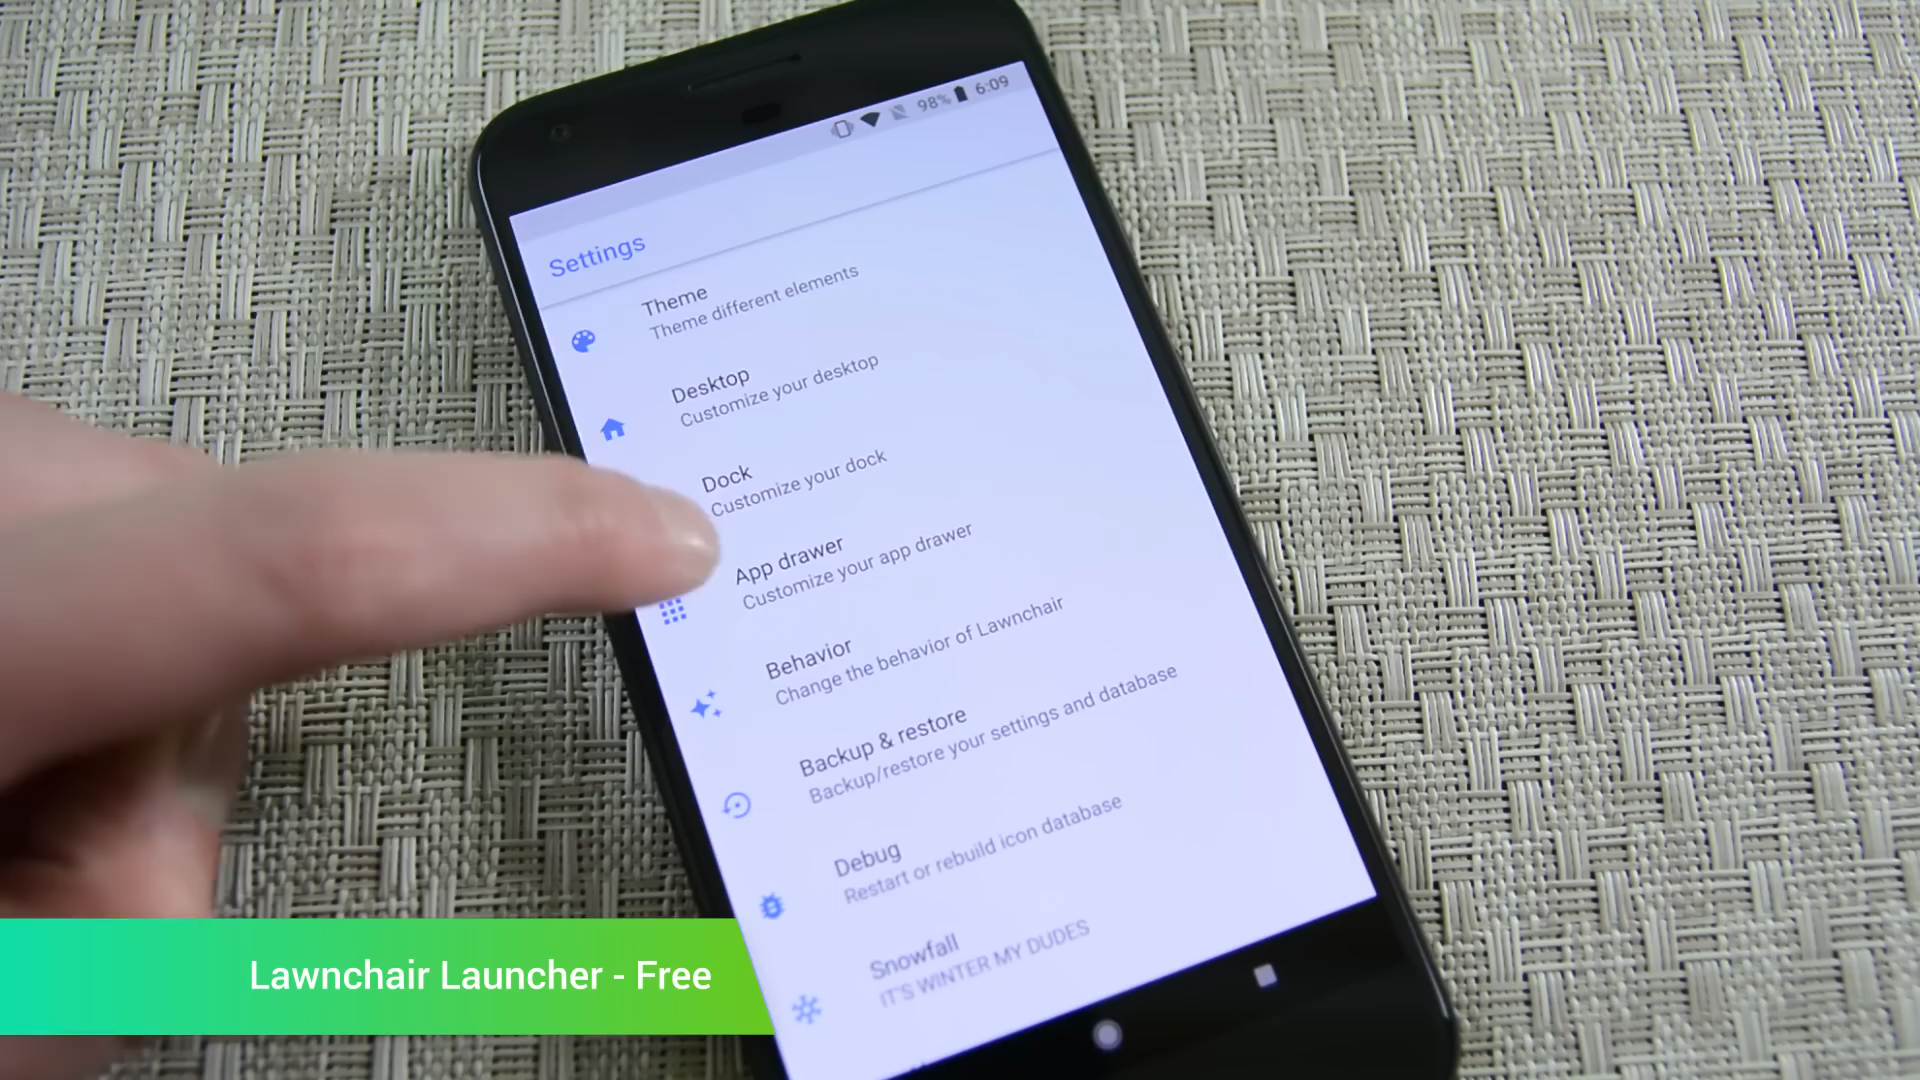 98% 6:09
Settings
Theme
Theme different elements
Desktop
Customize your desktop
Dock
Customize your dock
App drawer
Customize your app drawer
Behavior
Change the behavior of Lawnchair
Backup & restore
Backup/restore your settings and database
Debug
Restart or rebuild icon database
Snowfall
IT'S WINTER MY DUDES
Lawnchair Launcher - Free